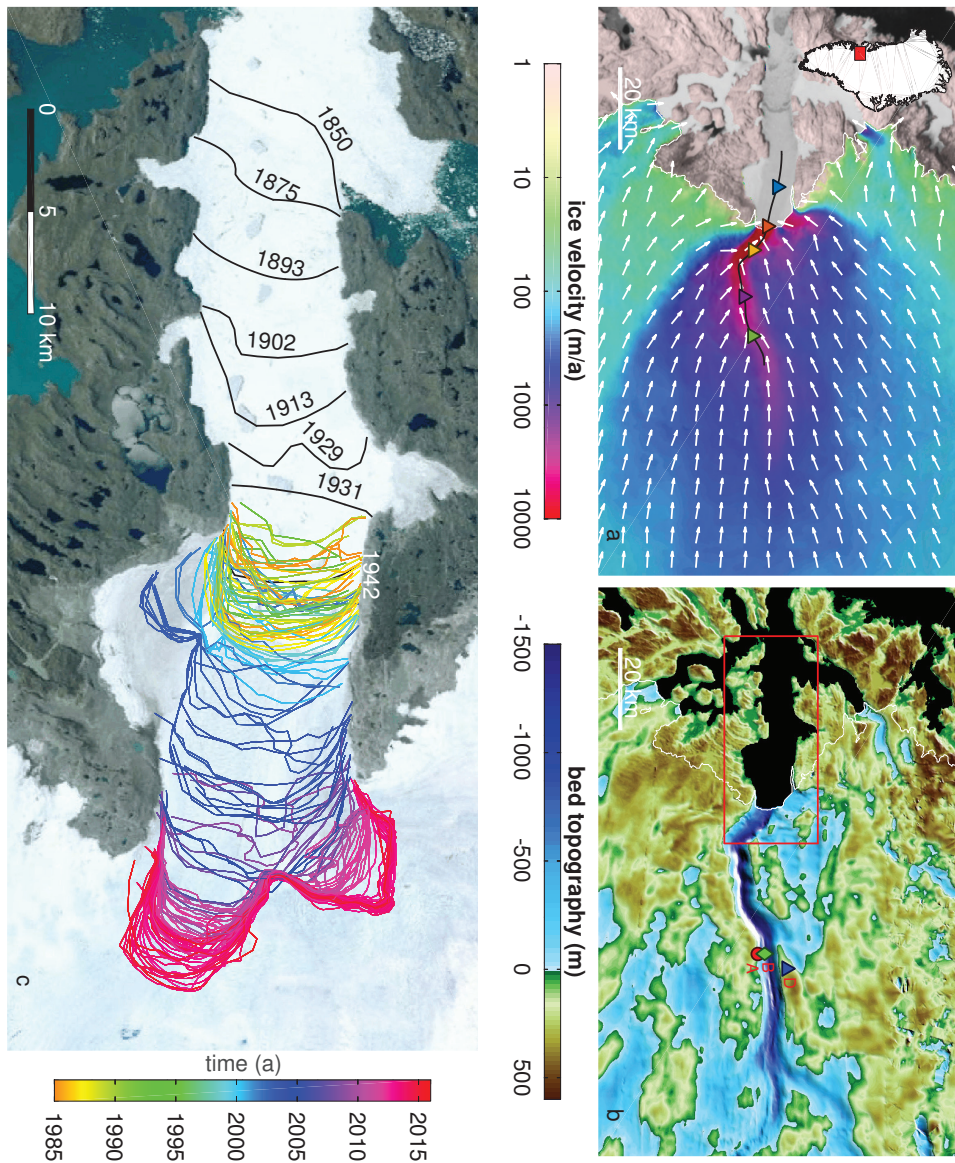 20 km
a
1
10
100
1000
10000
ice velocity (m/a)
20 km
A
B
D
b
-1500
-1000
-500
0
500
bed topography (m)
1850
1875
1893
1902
1913
1929
1931
1942
0
5
10 km
c
time (a)
1985
1990
1995
2000
2005
2010
2015